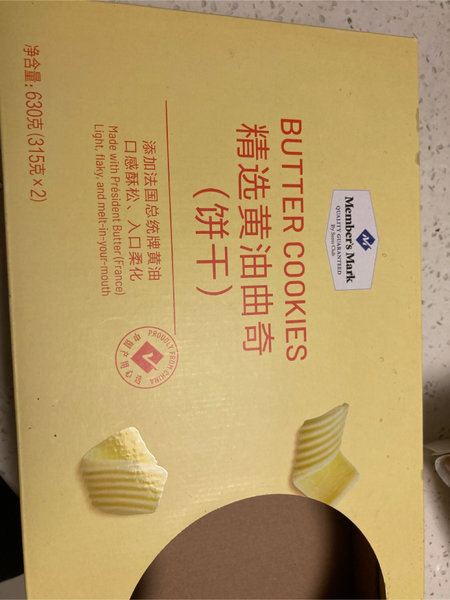 Member's Mark
QUALITY GUARANTEED
By Sam's Club
BUTTER COOKIES
精选黄油曲奇
（饼干）
添加法国总统牌黄油
口感酥松、入口柔化
Made with Président Butter (France)
Light, flaky, and melt-in-your-mouth
PROUDLY FROM CHINA
净含量: 630克 (315克×2)